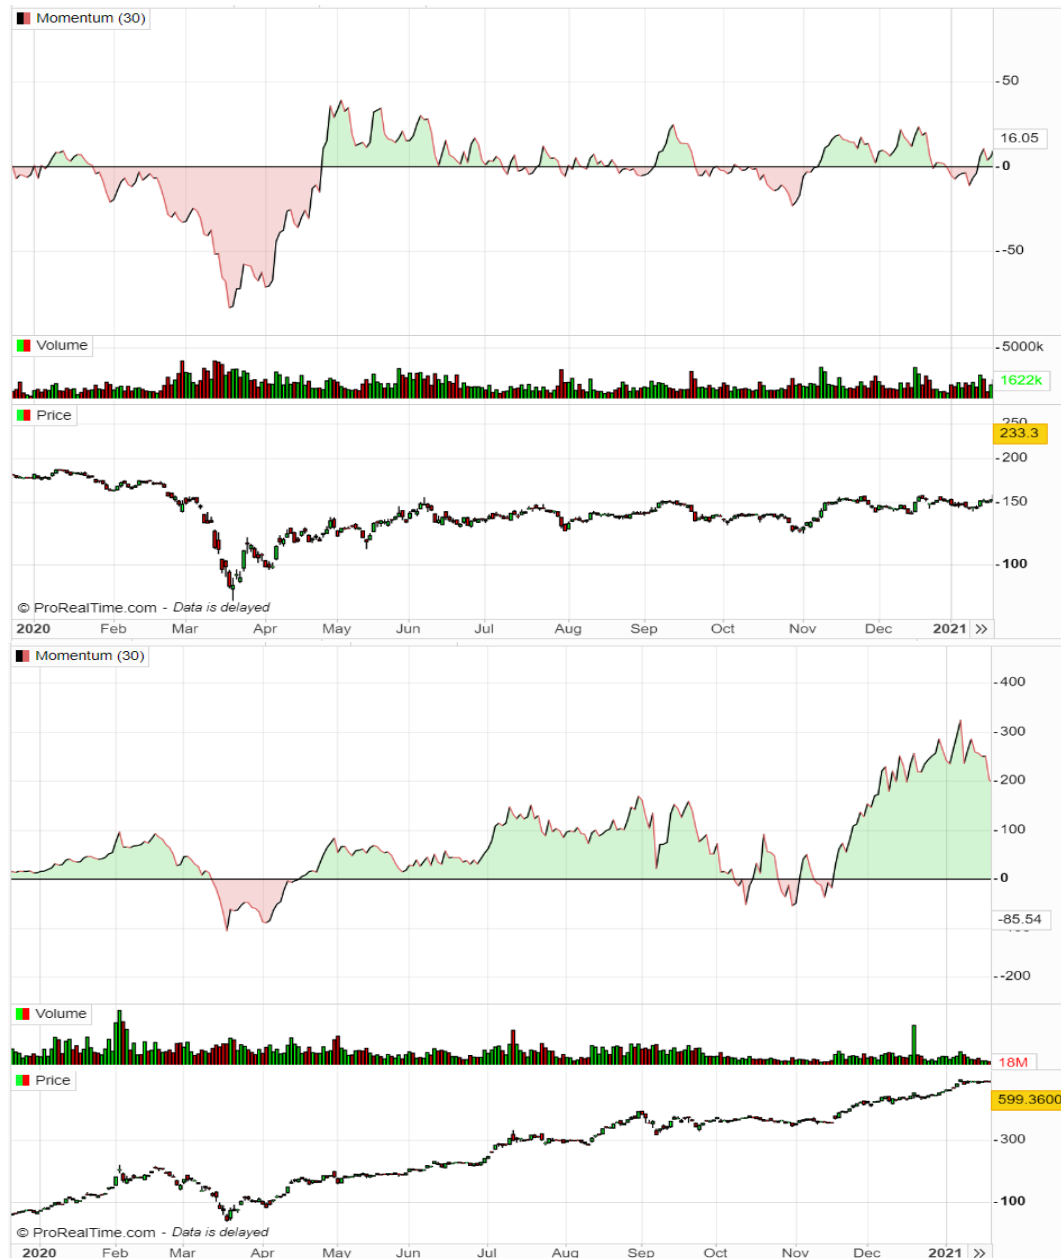 Momentum (30)
50
16.05
0
-50
Volume
5000k
1622k
Price
250
233.3
200
150
100
© ProRealTime.com - Data is delayed
2020 Feb Mar Apr May Jun Jul Aug Sep Oct Nov Dec 2021 »
Momentum (30)
400
300
200
100
0
-85.54
-200
Volume
18M
Price
599.3600
300
100
© ProRealTime.com - Data is delayed
2020 Feb Mar Apr May Jun Jul Aug Sep Oct Nov Dec 2021 »